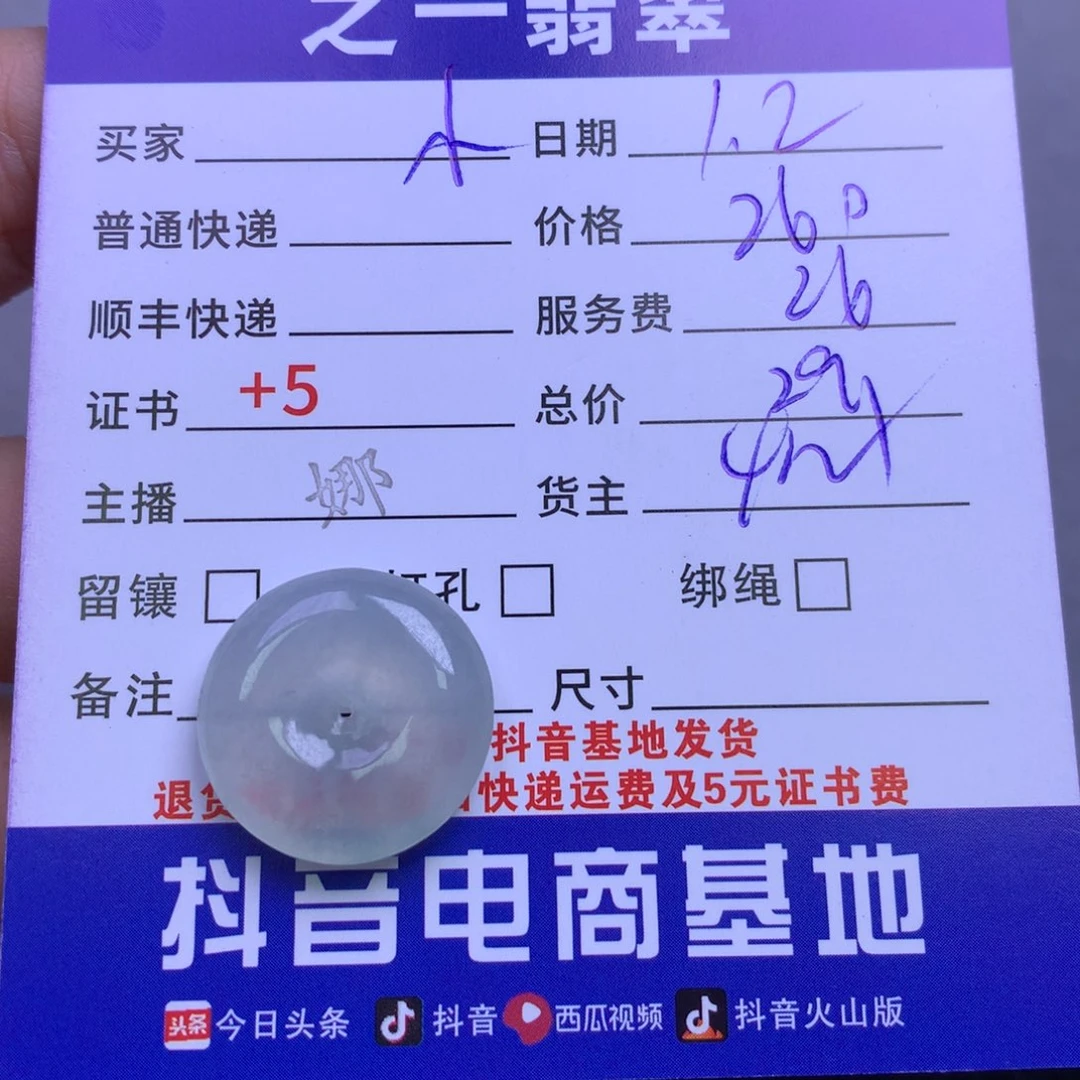 之一翡翠
买家 木 日期 1.2
普通快递 价格 260
顺丰快递 服务费 26
证书 +5 总价 29
主播 娜 货主
留镶 打孔 绑绳
备注 尺寸
抖音基地发货
退货 快递运费及5元证书费
抖音电商基地
头条 今日头条 抖音 西瓜视频 抖音火山版